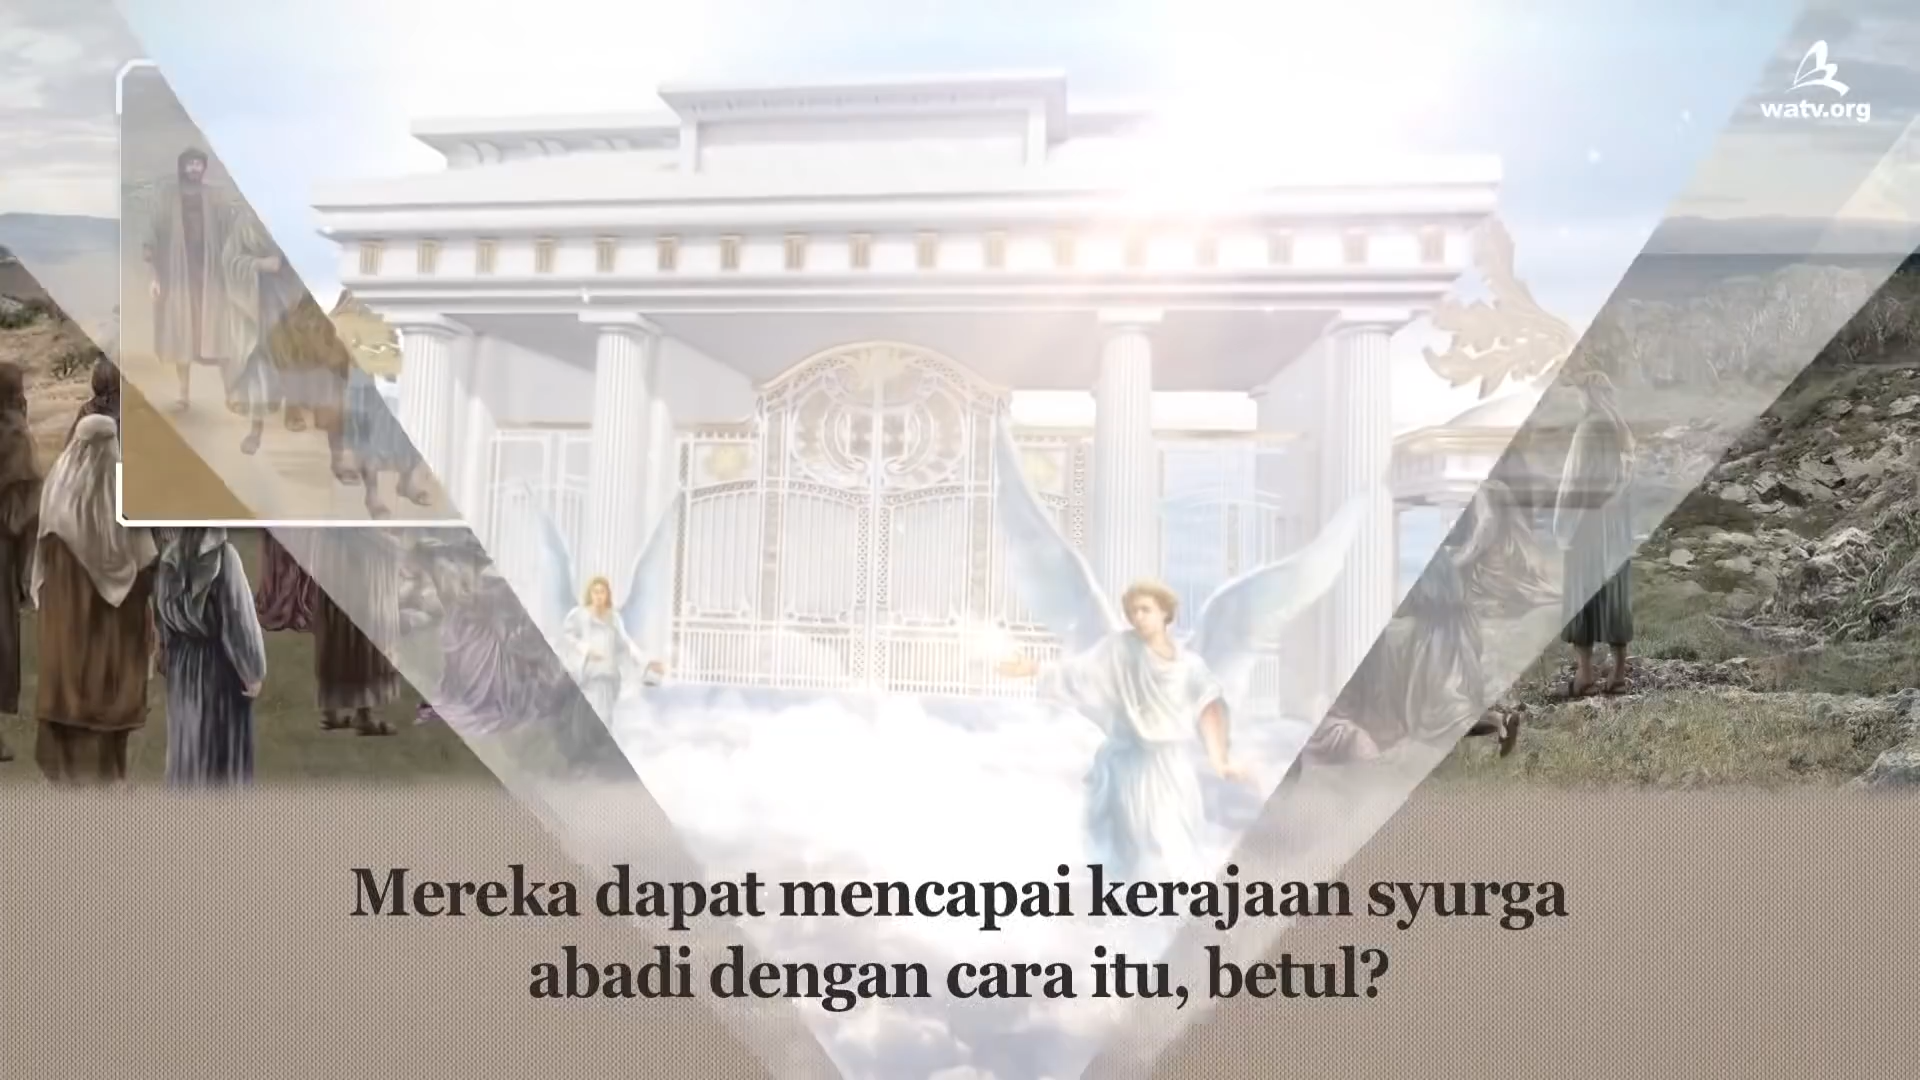 watv.org
Mereka dapat mencapai kerajaan syurga
abadi dengan cara itu, betul?